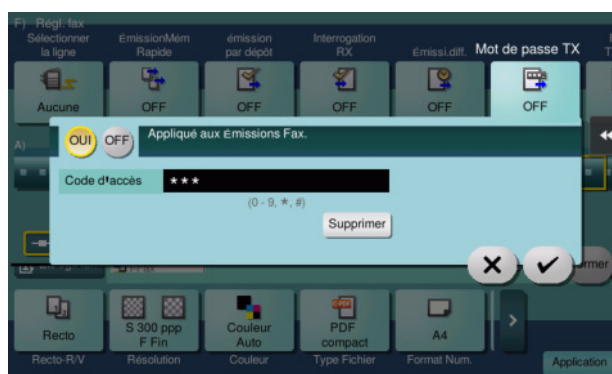 F) Régl. fax
Sélectionner la ligne
ÉmissionMém Rapide
émission par dépôt
Interrogation RX
Émissi.diff.
Mot de passe TX
Aucune
OFF
OFF
OFF
OFF
OFF
A)
OUI
OFF
Appliqué aux Émissions Fax.
Code d'accès
***
(0 - 9, *, #)
Supprimer
Recto
S 300 ppp F Fin
Couleur Auto
PDF compact
A4
Recto-R/V
Résolution
Couleur
Type Fichier
Format Num.
Application